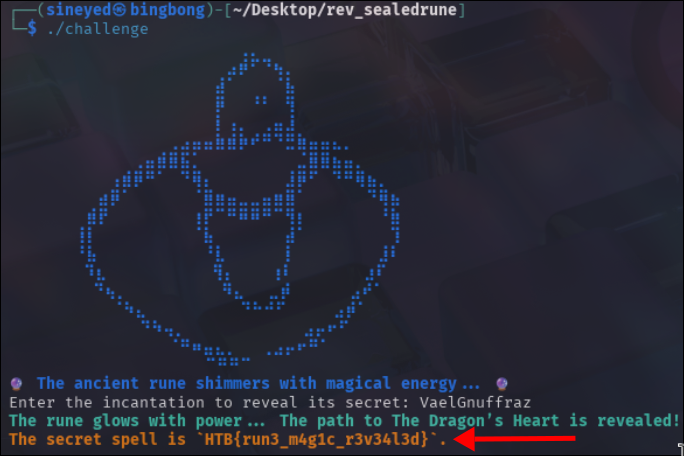 ┌──(sineyed㉿bingbong)-[~/Desktop/rev_sealedrune]
└─$ ./challenge
🔮 The ancient rune shimmers with magical energy... 🔮
Enter the incantation to reveal its secret: VaelGnuffraz
The rune glows with power... The path to The Dragon's Heart is revealed!
The secret spell is `HTB{run3_m4g1c_r3v34l3d}`.